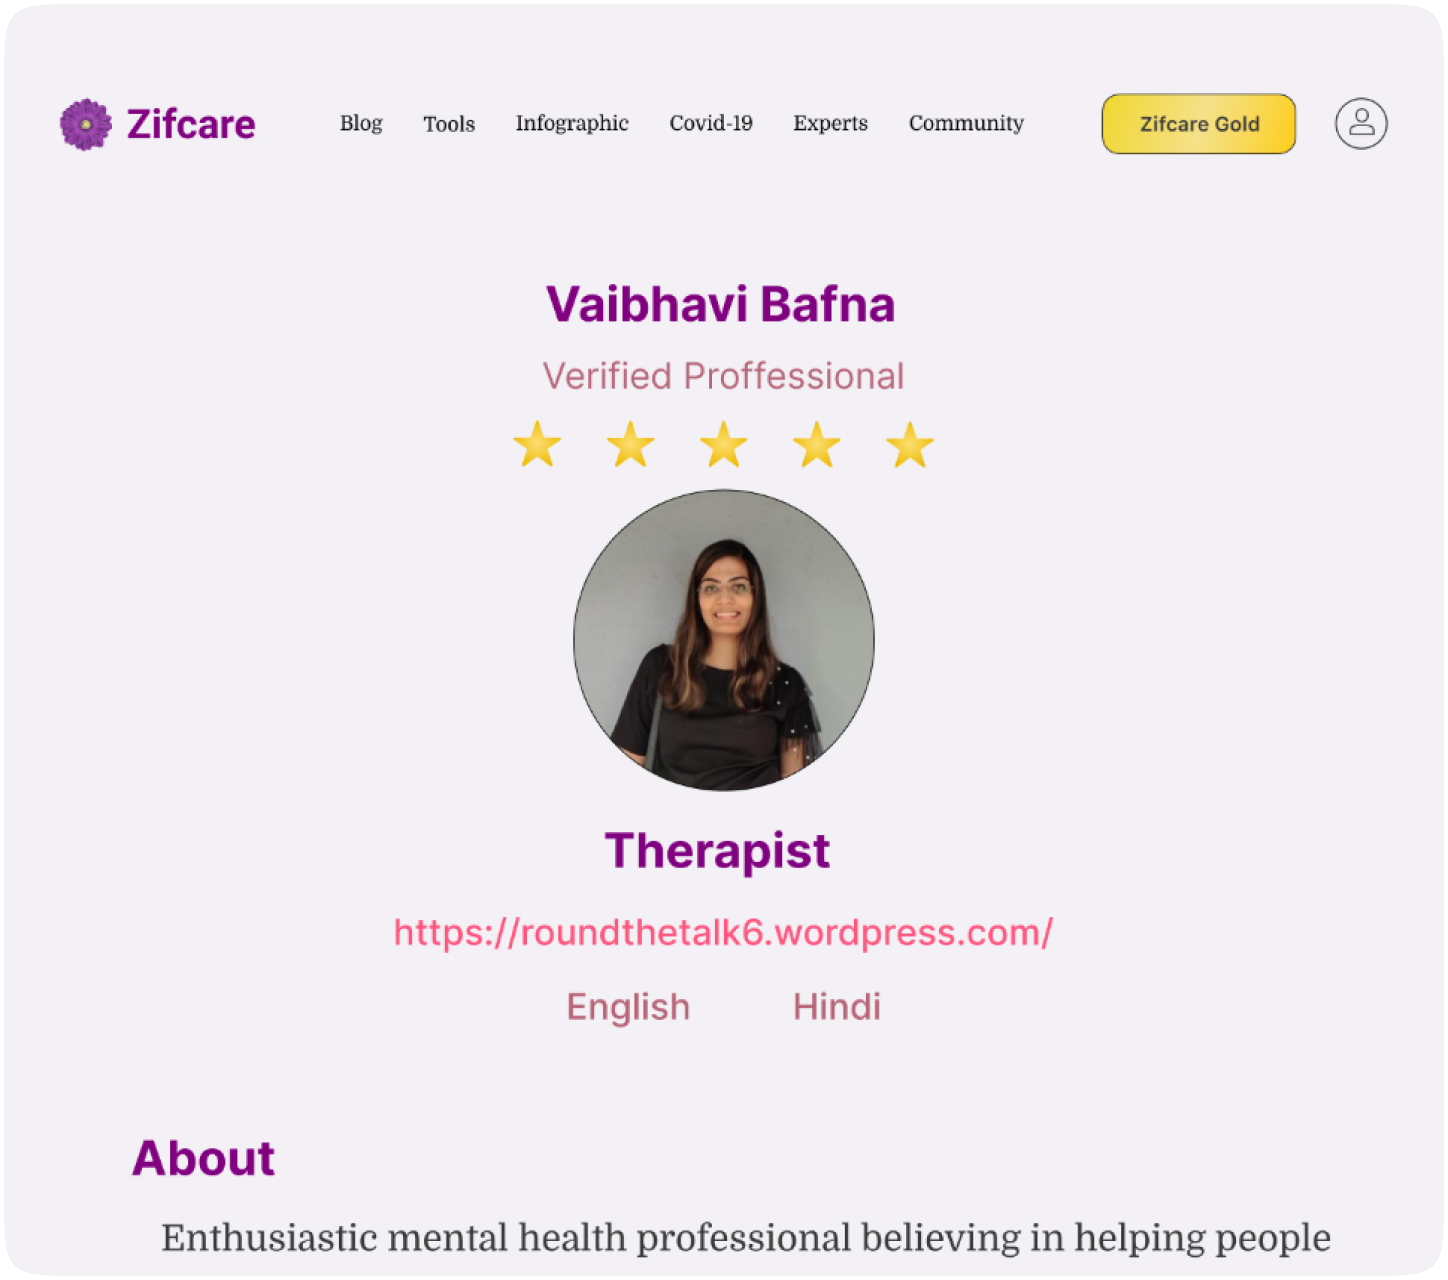 Zifcare Blog Tools Infographic Covid-19 Experts Community Zifcare Gold
Vaibhavi Bafna
Verified Proffessional
Therapist
https://roundthetalk6.wordpress.com/
English Hindi
About
Enthusiastic mental health professional believing in helping people